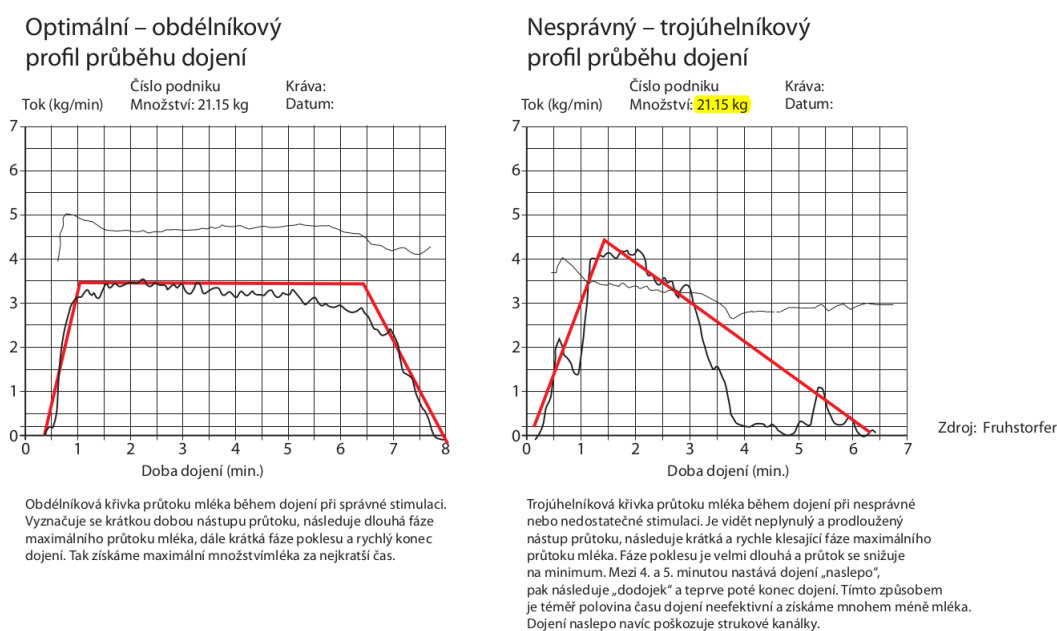 Optimální – obdélníkový
profil průběhu dojení
Číslo podniku Kráva:
Tok (kg/min) Množství: 21.15 kg Datum:
7
6
5
4
3
2
1
0
0 1 2 3 4 5 6 7 8
Doba dojení (min.)
Obdélníková křivka průtoku mléka během dojení při správné stimulaci.
Vyznačuje se krátkou dobou nástupu průtoku, následuje dlouhá fáze
maximálního průtoku mléka, dále krátká fáze poklesu a rychlý konec
dojení. Tak získáme maximální množstvímléka za nejkratší čas.
Nesprávný – trojúhelníkový
profil průběhu dojení
Číslo podniku Kráva:
Tok (kg/min) Množství: 21.15 kg Datum:
7
6
5
4
3
2
1
0
0 1 2 3 4 5 6 7
Doba dojení (min.)
Trojúhelníková křivka průtoku mléka během dojení při nesprávné
nebo nedostatečné stimulaci. Je vidět neplynulý a prodloužený
nástup průtoku, následuje krátká a rychle klesající fáze maximálního
průtoku mléka. Fáze poklesu je velmi dlouhá a průtok se snižuje
na minimum. Mezi 4. a 5. minutou nastává dojení „naslepo“,
pak následuje „dodojek“ a teprve poté konec dojení. Tímto způsobem
je téměř polovina času dojení neefektivní a získáme mnohem méně mléka.
Dojení naslepo navíc poškozuje strukové kanálky.
Zdroj: Fruhstorfer